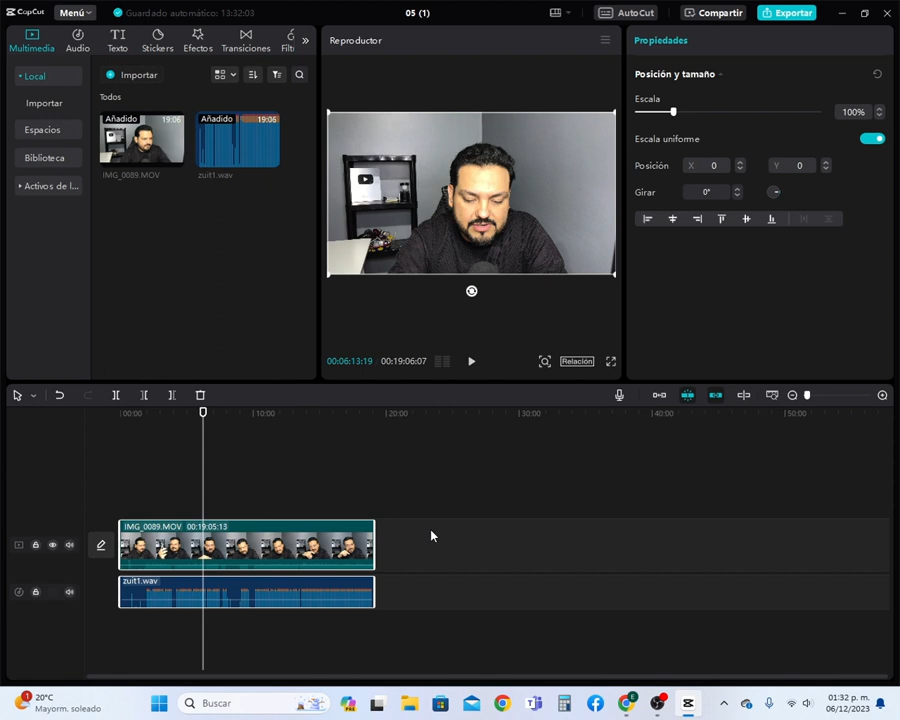 CapCut
Menú
Guardado automático: 13:32:03
05 (1)
AutoCut
Compartir
Exportar
Multimedia
Audio
Texto
Stickers
Efectos
Transiciones
Filt
Local
Importar
Espacios
Biblioteca
Activos de l...
Importar
Todos
Añadido
19:06
IMG_0089.MOV
Añadido
19:06
zuit1.wav
Reproductor
00:06:13:19
00:19:06:07
Relación
Propiedades
Posición y tamaño
Escala
100%
Escala uniforme
Posición
X 0
Y 0
Girar
0°
00:00
10:00
20:00
30:00
40:00
50:00
IMG_0089.MOV 00:19:05:13
zuit1.wav
1
20°C
Mayorm. soleado
Buscar
01:32 p. m.
06/12/2023